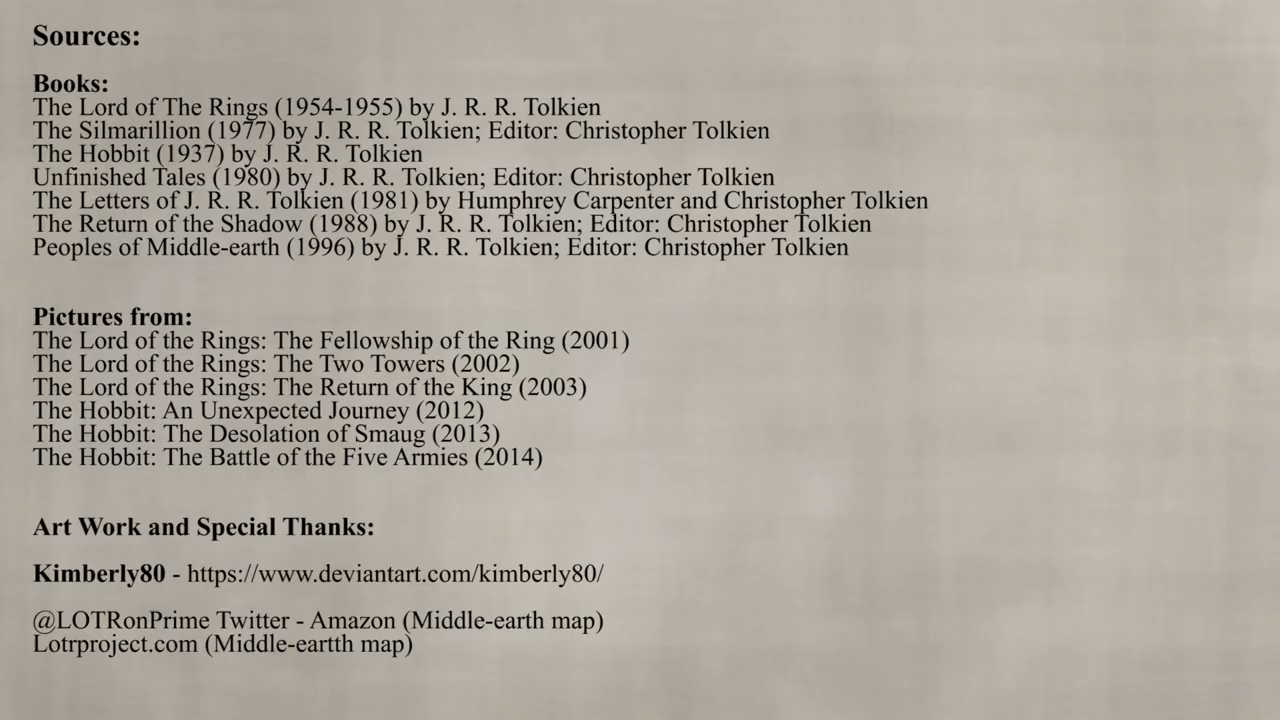 Sources:
Books:
The Lord of The Rings (1954-1955) by J. R. R. Tolkien
The Silmarillion (1977) by J. R. R. Tolkien; Editor: Christopher Tolkien
The Hobbit (1937) by J. R. R. Tolkien
Unfinished Tales (1980) by J. R. R. Tolkien; Editor: Christopher Tolkien
The Letters of J. R. R. Tolkien (1981) by Humphrey Carpenter and Christopher Tolkien
The Return of the Shadow (1988) by J. R. R. Tolkien; Editor: Christopher Tolkien
Peoples of Middle-earth (1996) by J. R. R. Tolkien; Editor: Christopher Tolkien
Pictures from:
The Lord of the Rings: The Fellowship of the Ring (2001)
The Lord of the Rings: The Two Towers (2002)
The Lord of the Rings: The Return of the King (2003)
The Hobbit: An Unexpected Journey (2012)
The Hobbit: The Desolation of Smaug (2013)
The Hobbit: The Battle of the Five Armies (2014)
Art Work and Special Thanks:
Kimberly80 - https://www.deviantart.com/kimberly80/
@LOTRonPrime Twitter - Amazon (Middle-earth map)
Lotrproject.com (Middle-eartth map)